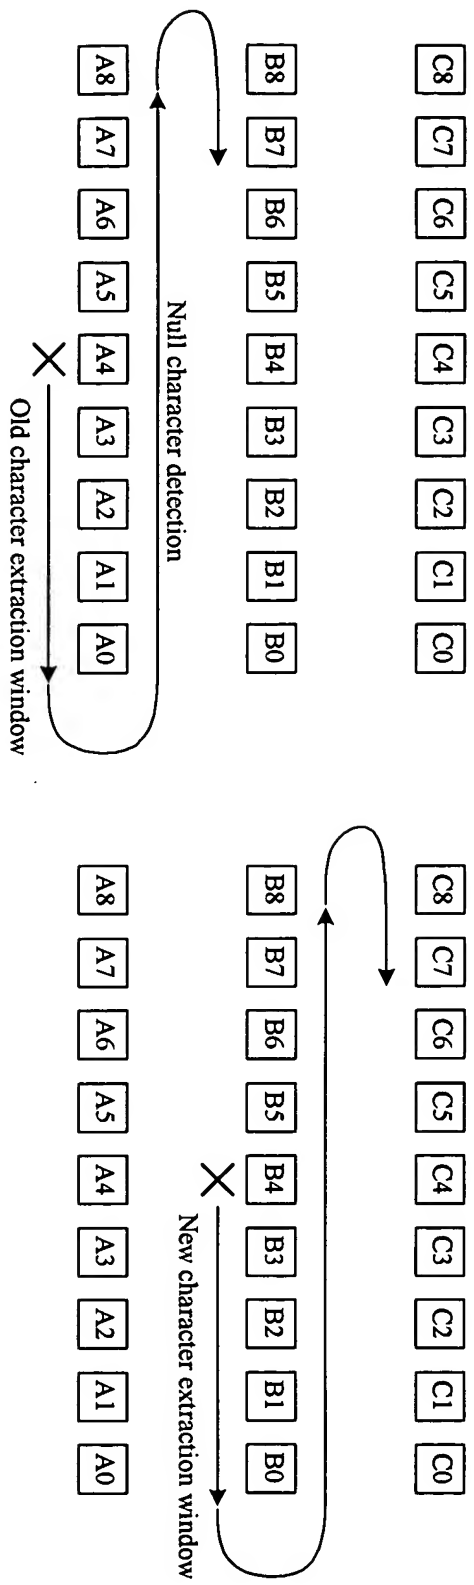 C8 C7 C6 C5 C4 C3 C2 C1 C0 C8 C7 C6 C5 C4 C3 C2 C1 C0
B8 B7 B6 B5 B4 B3 B2 B1 B0 B8 B7 B6 B5 B4 B3 B2 B1 B0
New character extraction window
Null character detection
A8 A7 A6 A5 A4 A3 A2 A1 A0 A8 A7 A6 A5 A4 A3 A2 A1 A0
Old character extraction window